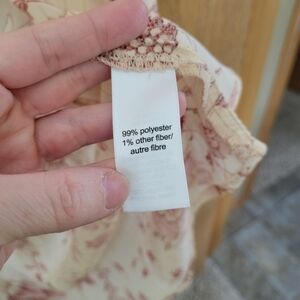 99% polyester
1% other fiber/
autre fibre